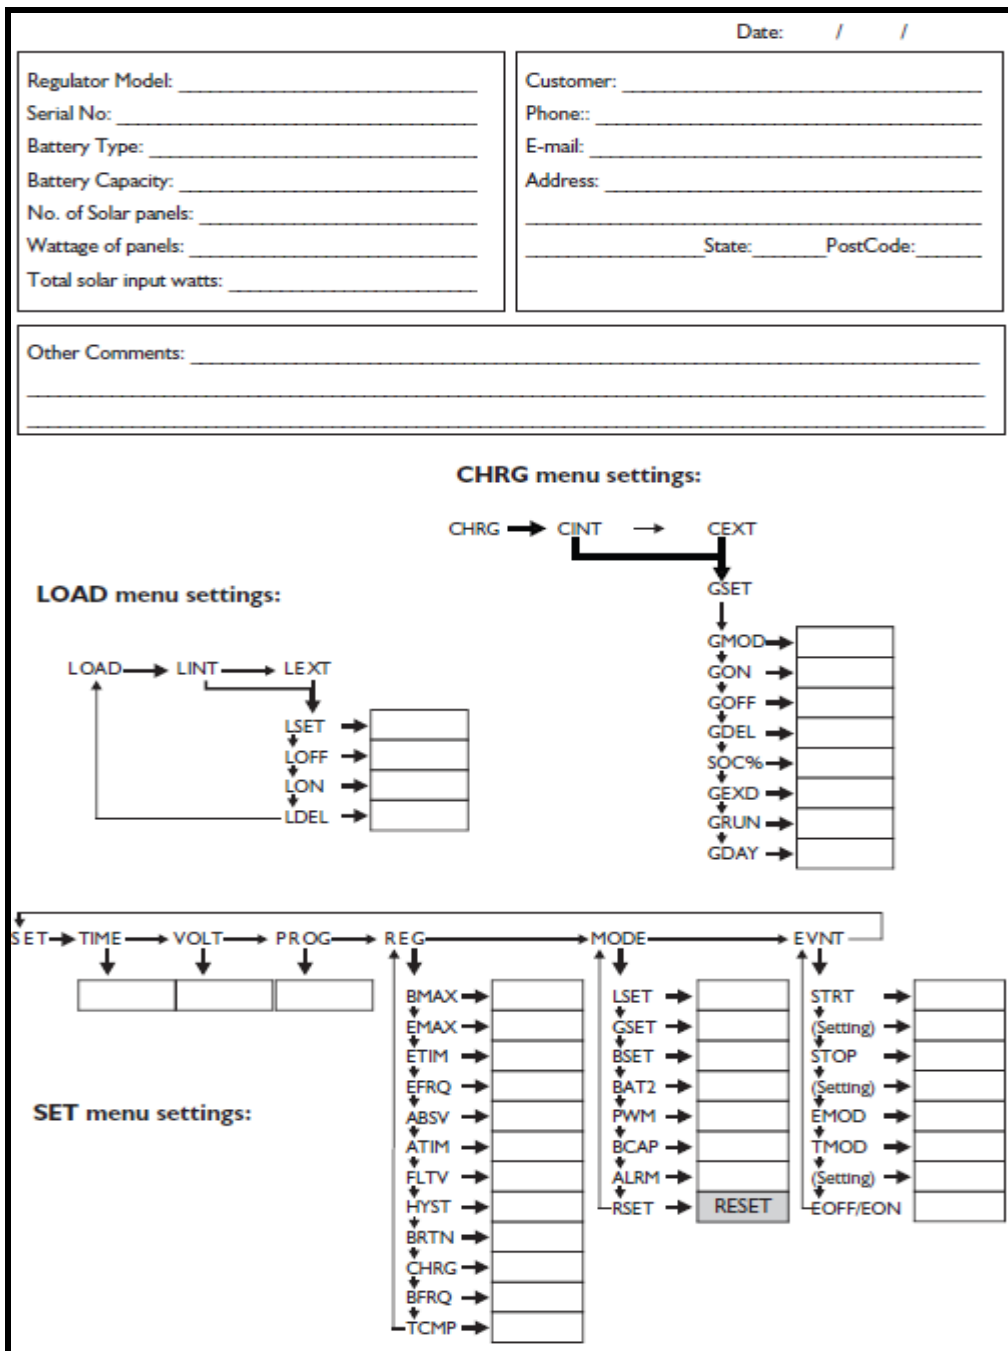 Date: / /
Regulator Model:
Serial No:
Battery Type:
Battery Capacity:
No. of Solar panels:
Wattage of panels:
Total solar input watts:
Customer:
Phone::
E-mail:
Address:
State: PostCode:
Other Comments:
CHRG menu settings:
CHRG CINT CEXT
GSET
GMOD
GON
GOFF
GDEL
SOC%
GEXD
GRUN
GDAY
LOAD menu settings:
LOAD LINT LEXT
LSET
LOFF
LON
LDEL
SET TIME VOLT PROG REG MODE EVNT
BMAX
EMAX
ETIM
EFRQ
ABSV
ATIM
FLTV
HYST
BRTN
CHRG
BFRQ
TCMP
LSET
GSET
BSET
BAT2
PWM
BCAP
ALRM
RSET RESET
STRT
(Setting)
STOP
(Setting)
EMOD
TMOD
(Setting)
EOFF/EON
SET menu settings: